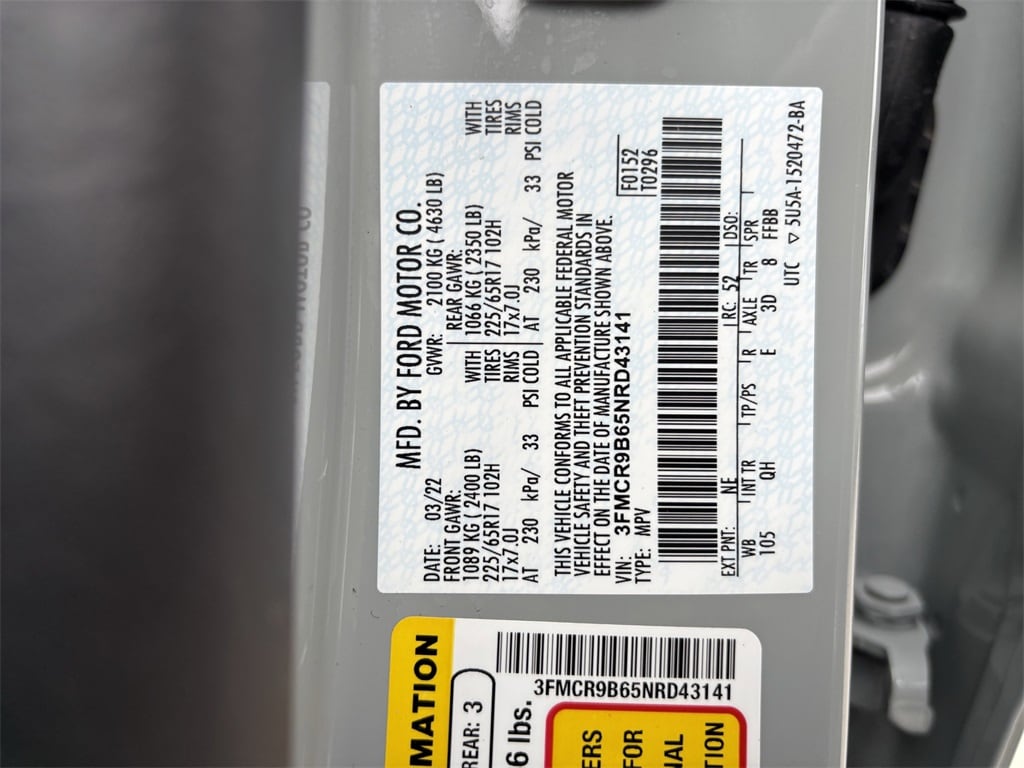 MFD. BY FORD MOTOR CO.
DATE: 03/22 GVWR: 2100 KG ( 4630 LB)
FRONT GAWR: REAR GAWR:
1089 KG ( 2400 LB) WITH 1066 KG ( 2350 LB) WITH
225/65R17 102H TIRES 225/65R17 102H TIRES
17x7.0J RIMS 17x7.0J RIMS
AT 230 kPa/ 33 PSI COLD AT 230 kPa/ 33 PSI COLD
THIS VEHICLE CONFORMS TO ALL APPLICABLE FEDERAL MOTOR
VEHICLE SAFETY AND THEFT PREVENTION STANDARDS IN
EFFECT ON THE DATE OF MANUFACTURE SHOWN ABOVE.
VIN: 3FMCR9B65NRD43141
TYPE: MPV
F0152
T0296
EXT PNT: NE RC: 52 DSO:
WB INT TR TP/PS R AXLE TR SPR
105 QH E 3D 8 FFBB
UTC ▽ 5U5A-1520472-BA
MATION
REAR: 3
6 lbs.
3FMCR9B65NRD43141
ERS
FOR
NAL
TION